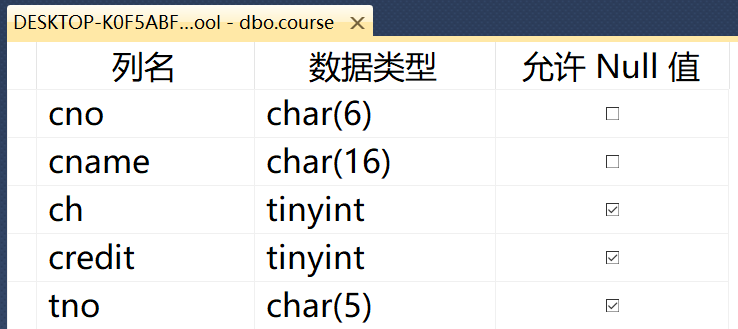 DESKTOP-K0F5ABF...ool - dbo.course
列名 数据类型 允许 Null 值
cno char(6)
cname char(16)
ch tinyint
credit tinyint
tno char(5)